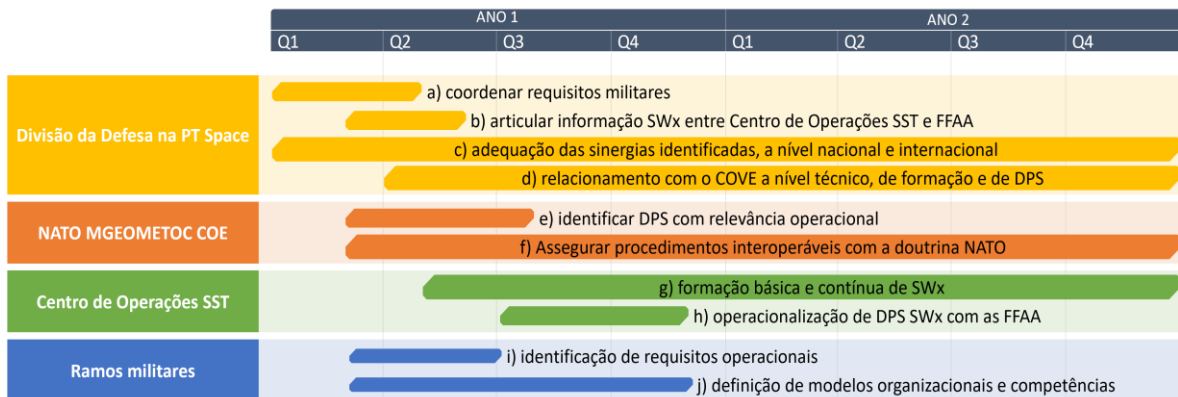 ANO 1
ANO 2
Q1
Q2
Q3
Q4
Q1
Q2
Q3
Q4
Divisão da Defesa na PT Space
a) coordenar requisitos militares
b) articular informação SWx entre Centro de Operações SST e FFAA
c) adequação das sinergias identificadas, a nível nacional e internacional
d) relacionamento com o COVE a nível técnico, de formação e de DPS
NATO MGEOMETOC COE
e) identificar DPS com relevância operacional
f) Assegurar procedimentos interoperáveis com a doutrina NATO
Centro de Operações SST
g) formação básica e contínua de SWx
h) operacionalização de DPS SWx com as FFAA
Ramos militares
i) identificação de requisitos operacionais
j) definição de modelos organizacionais e competências